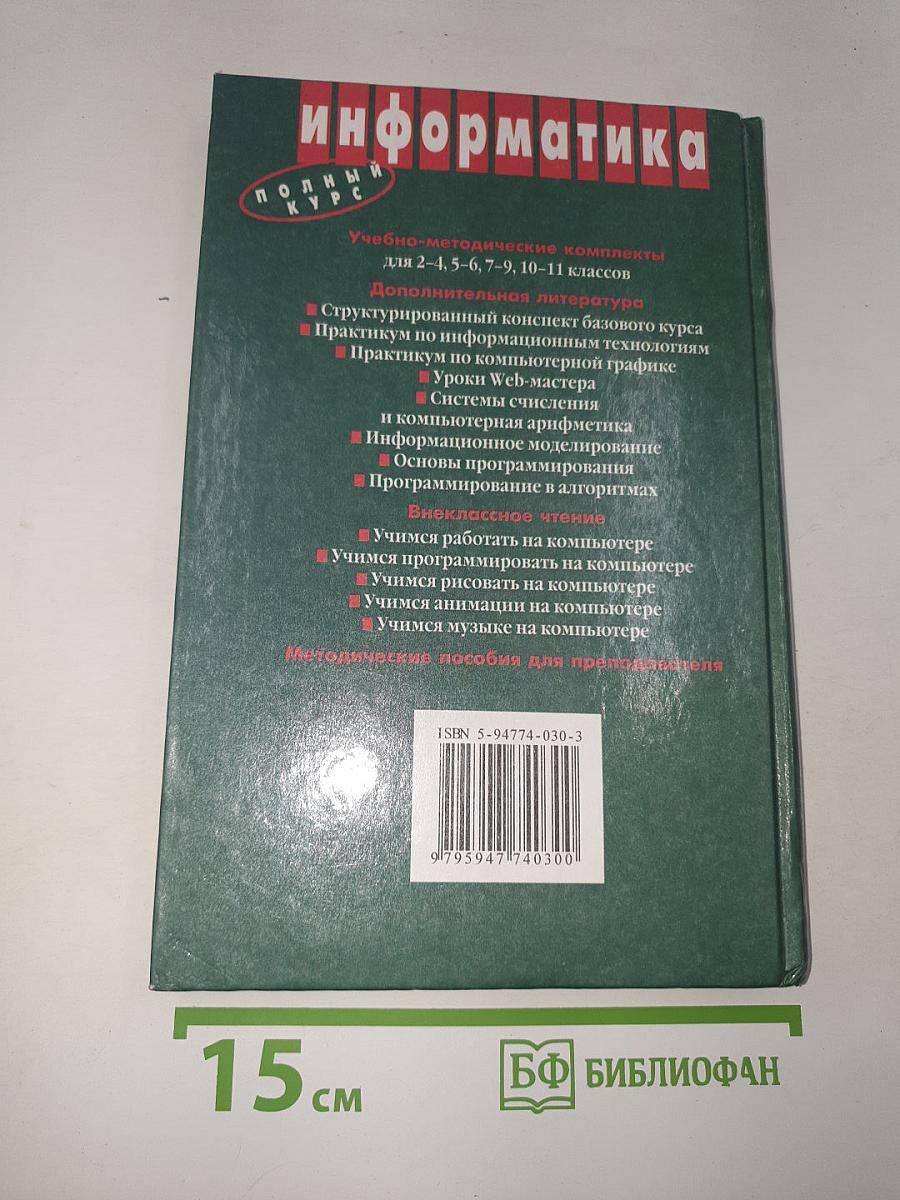 информатика
ПОЛНЫЙ
КУРС
Учебно-методические комплекты
для 2–4, 5–6, 7–9, 10–11 классов
Дополнительная литература
Структурированный конспект базового курса
Практикум по информационным технологиям
Практикум по компьютерной графике
Уроки Web-мастера
Системы счисления
и компьютерная арифметика
Информационное моделирование
Основы программирования
Программирование в алгоритмах
Внеклассное чтение
Учимся работать на компьютере
Учимся программировать на компьютере
Учимся рисовать на компьютере
Учимся анимации на компьютере
Учимся музыке на компьютере
Методические пособия для преподавателя
ISBN 5-94774-030-3
9 795947 740300
15 см
БФ БИБЛИОФАН